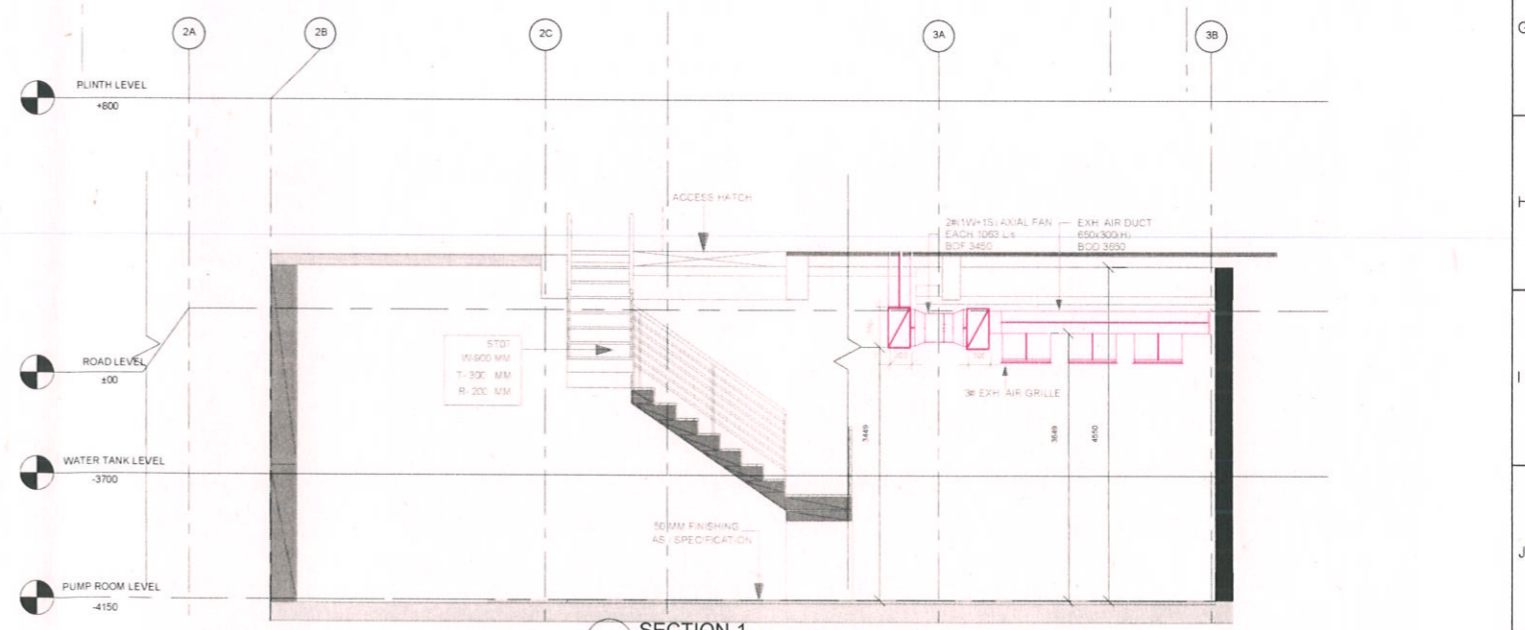 2A
2B
2C
3A
3B
G
PLINTH LEVEL
+800
H
ACCESS HATCH
2#(1W+1S) AXIAL FAN
EACH 1063 L/s
BOF 3450
EXH. AIR DUCT
650x300(H)
BOD 3650
ST01
W-900 MM
T-300 MM
R-200 MM
ROAD LEVEL
±00
I
3# EXH. AIR GRILLE
3449
3649
4550
WATER TANK LEVEL
-3700
50 MM FINISHING
AS SPECIFICATION
J
PUMP ROOM LEVEL
-4150
SECTION 1